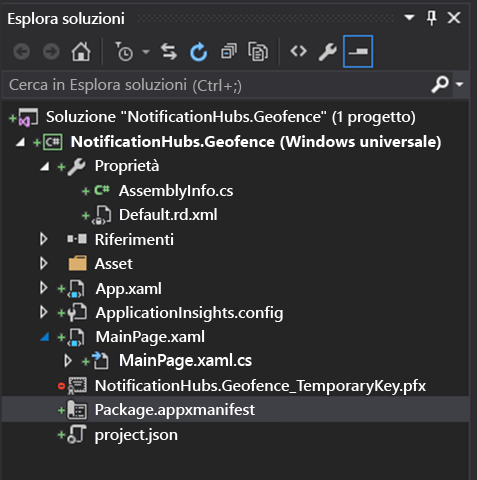 Esplora soluzioni
Cerca in Esplora soluzioni (Ctrl+;)
Soluzione "NotificationHubs.Geofence" (1 progetto)
C# NotificationHubs.Geofence (Windows universale)
Proprietà
C# AssemblyInfo.cs
Default.rd.xml
Riferimenti
Asset
App.xaml
ApplicationInsights.config
MainPage.xaml
MainPage.xaml.cs
NotificationHubs.Geofence_TemporaryKey.pfx
Package.appxmanifest
project.json